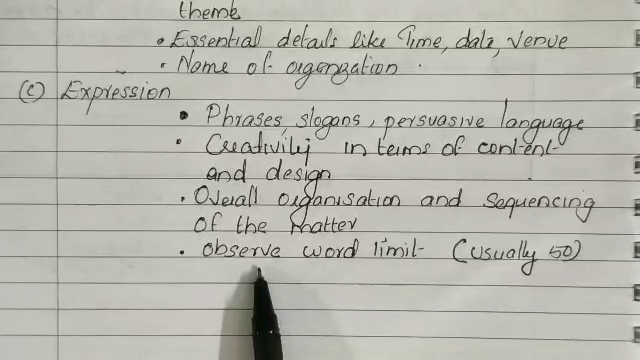 theme
• Essential details like Time, date, venue
• Name of organzation.
(c) Expression
• Phrases, slogans, persuasive language
• Creativity in terms of content
and design
• Overall organisation and sequencing
of the matter
• Observe word limit (usually 50)